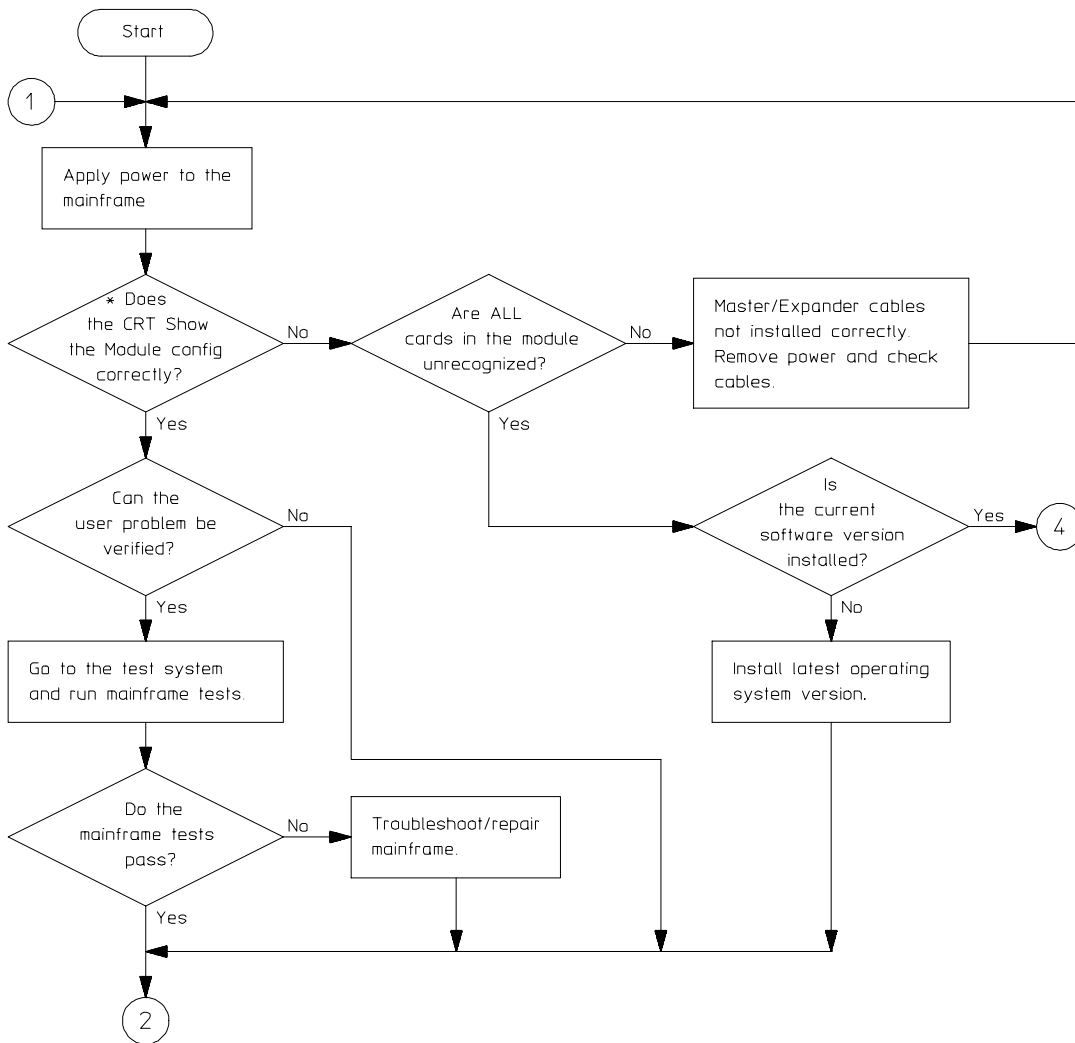 Start
1
Apply power to the
mainframe
* Does
the CRT Show
the Module config
correctly?
No
Are ALL
cards in the module
unrecognized?
No
Master/Expander cables
not installed correctly.
Remove power and check
cables.
Yes
Yes
Can the
user problem be
verified?
No
Is
the current
software version
installed?
Yes
4
Yes
No
Go to the test system
and run mainframe tests.
Install latest operating
system version.
Do the
mainframe tests
pass?
No
Troubleshoot/repair
mainframe.
Yes
2